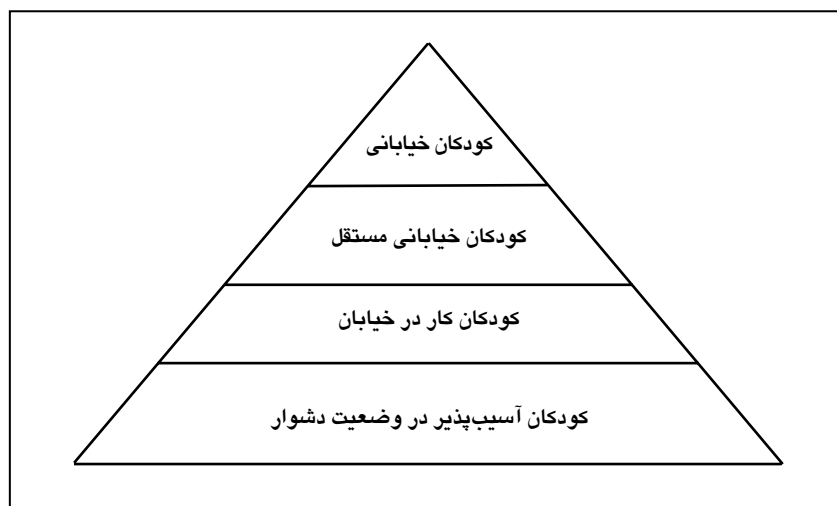 کودکان خیابانی
کودکان خیابانی مستقل
کودکان کار در خیابان
کودکان آسیب‌پذیر در وضعیت دشوار